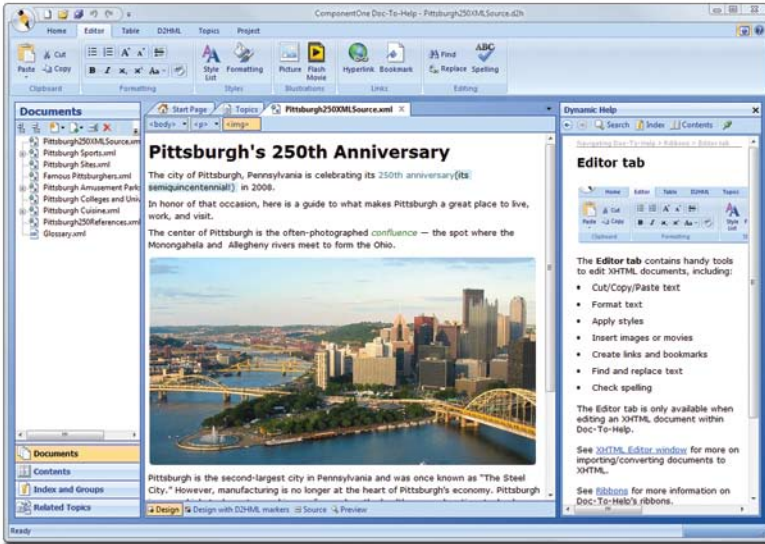 ComponentOne Doc-To-Help - Pittsburgh250XMLSource.d2h
Home Editor Table D2HML Topics Project
Paste
Cut
Copy
Clipboard
B I
Aa
Formatting
Style List
Formatting
Styles
Picture
Flash Movie
Illustrations
Hyperlink
Bookmark
Links
Find
Replace
ABC
Spelling
Editing
Documents
Pittsburgh250XMLSource.xm
Pittsburgh Sports.xml
Pittsburgh Sites.xml
Famous Pittsburghers.xml
Pittsburgh Amusement Parks
Pittsburgh Colleges and Univ
Pittsburgh Cuisine.xml
Pittsburgh250References.xml
Glossary.xml
Documents
Contents
Index and Groups
Related Topics
Ready
Start Page Topics Pittsburgh250XMLSource.xml
<body> <p> <img>
Pittsburgh's 250th Anniversary
The city of Pittsburgh, Pennsylvania is celebrating its 250th anniversary(its
semiquincentennial!) in 2008.
In honor of that occasion, here is a guide to what makes Pittsburgh a great place to live,
work, and visit.
The center of Pittsburgh is the often-photographed confluence — the spot where the
Monongahela and Allegheny rivers meet to form the Ohio.
Pittsburgh is the second-largest city in Pennsylvania and was once known as "The Steel
City." However, manufacturing is no longer at the heart of Pittsburgh's economy. Pittsburgh
Design Design with D2HML markers Source Preview
Dynamic Help
Search Index Contents
Navigating Doc-To-Help > Ribbons > Editor tab
Editor tab
Home Editor Table D2HML Topics
Paste
Cut
Copy
Clipboard
Formatting
The Editor tab contains handy tools
to edit XHTML documents, including:
• Cut/Copy/Paste text
• Format text
• Apply styles
• Insert images or movies
• Create links and bookmarks
• Find and replace text
• Check spelling
The Editor tab is only available when
editing an XHTML document within
Doc-To-Help.
See XHTML Editor window for more on
importing/converting documents to
XHTML.
See Ribbons for more information on
Doc-To-Help's ribbons.